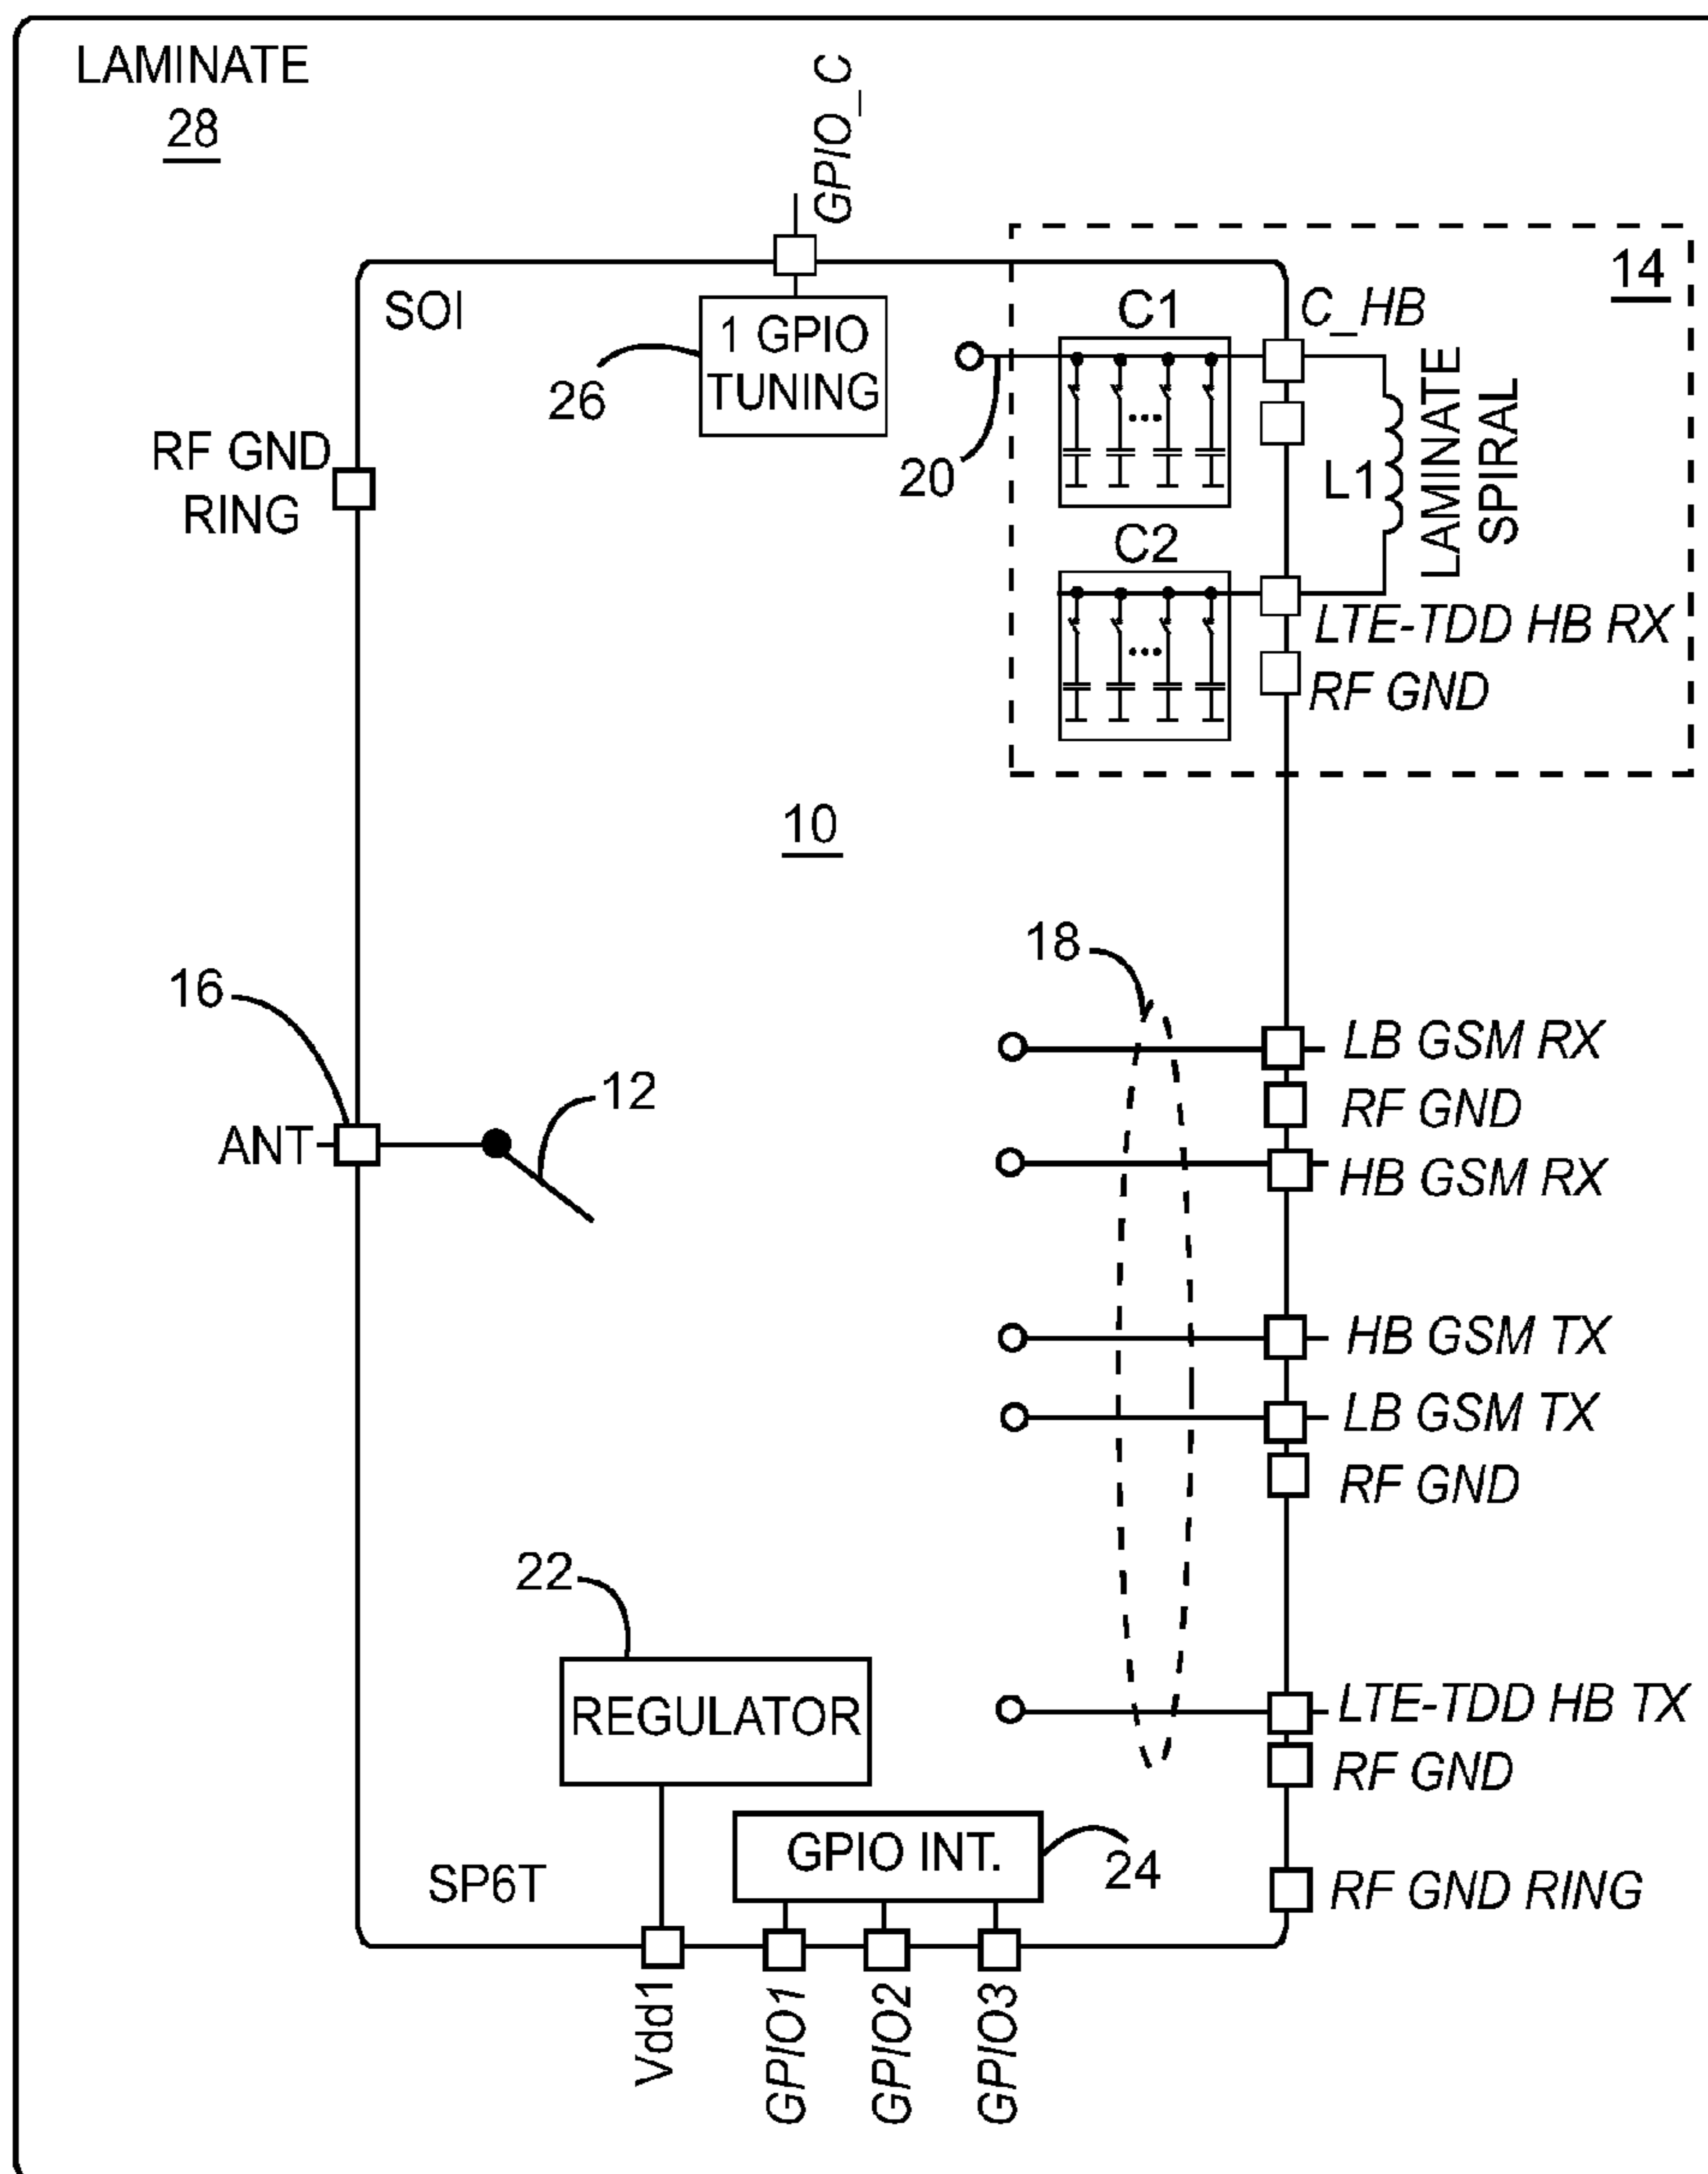 LAMINATE
28
GPIO_C
14
SOI
C1
C_HB
1 GPIO
TUNING
26
20
RF GND
RING
L1
LAMINATE
SPIRAL
C2
LTE-TDD HB RX
RF GND
10
18
16
LB GSM RX
12
RF GND
ANT
HB GSM RX
HB GSM TX
LB GSM TX
RF GND
22
REGULATOR
LTE-TDD HB TX
RF GND
GPIO INT.
24
SP6T
RF GND RING
Vdd1
GPIO1
GPIO2
GPIO3